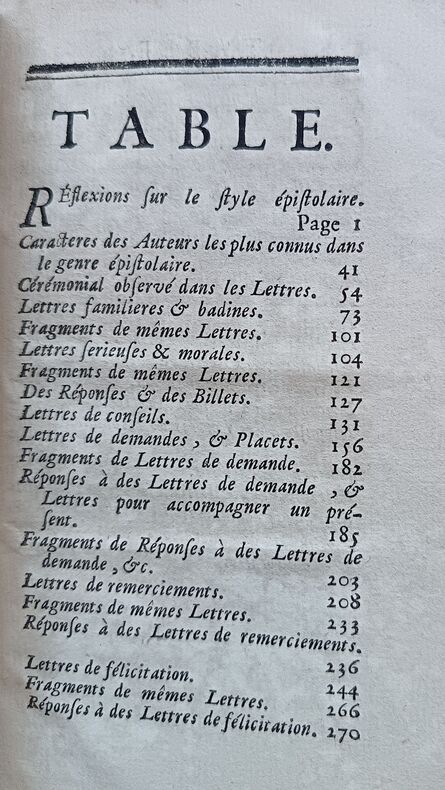 TABLE.
RÉflexions ſur le ſtyle épiſtolaire.
Page 1
Caracteres des Auteurs les plus connus dans
le genre épiſtolaire. 41
Cérémonial obſervé dans les Lettres. 54
Lettres familieres & badines. 73
Fragments de mêmes Lettres. 101
Lettres ſerieuſes & morales. 104
Fragments de mêmes Lettres. 121
Des Réponſes & des Billets. 127
Lettres de conſeils. 131
Lettres de demandes, & Placets. 156
Fragments de Lettres de demande. 182
Réponſes à des Lettres de demande, &
Lettres pour accompagner un pré-
ſent. 185
Fragments de Réponſes à des Lettres de
demande, &c. 203
Lettres de remerciements. 208
Fragments de mêmes Lettres. 233
Réponſes à des Lettres de remerciements.
236
Lettres de félicitation. 244
Fragments de mêmes Lettres. 266
Réponſes à des Lettres de félicitation. 270